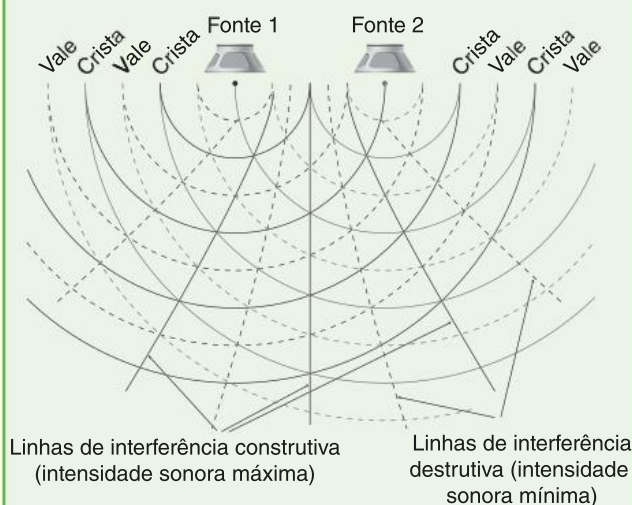 Fonte 1
Fonte 2
Vale
Crista
Vale
Crista
Crista
Vale
Crista
Vale
Linhas de interferência construtiva
(intensidade sonora máxima)
Linhas de interferência
destrutiva (intensidade
sonora mínima)